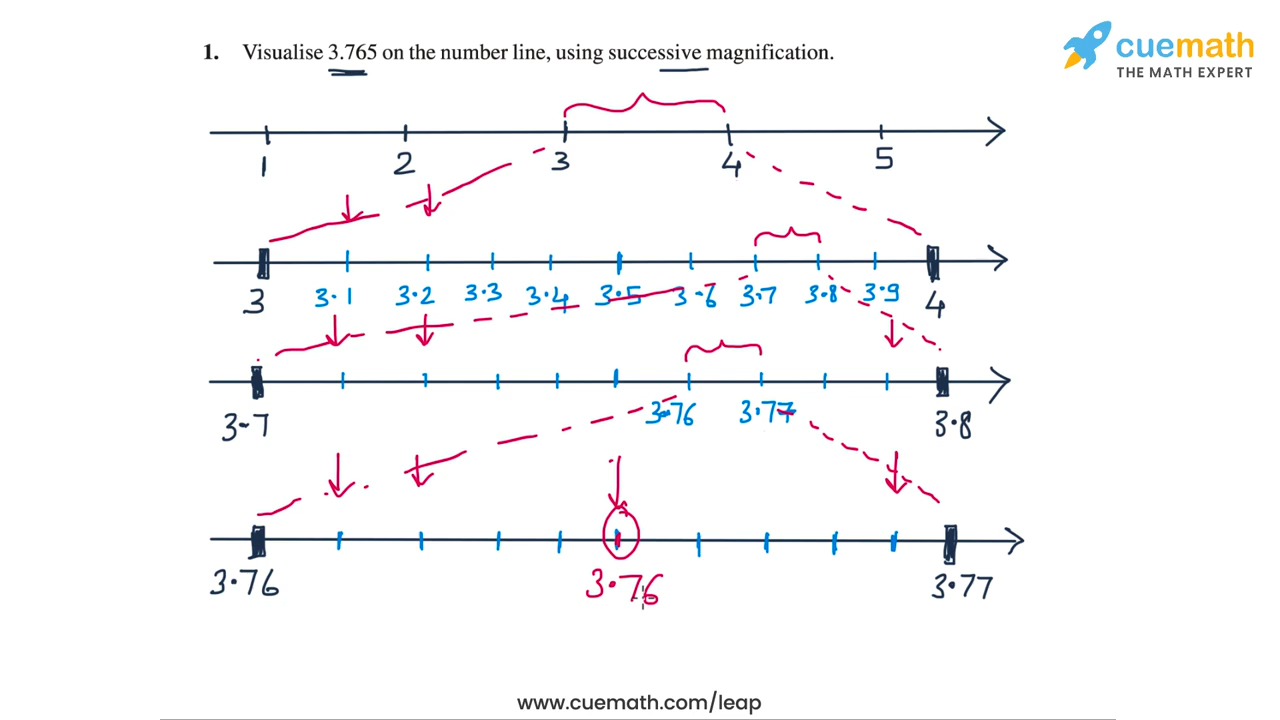 cuemath
THE MATH EXPERT
1. Visualise 3.765 on the number line, using successive magnification.
1 2 3 4 5
3 3.1 3.2 3.3 3.4 3.5 3.6 3.7 3.8 3.9 4
3.7 3.76 3.77 3.8
3.76 3.76 3.77
www.cuemath.com/leap